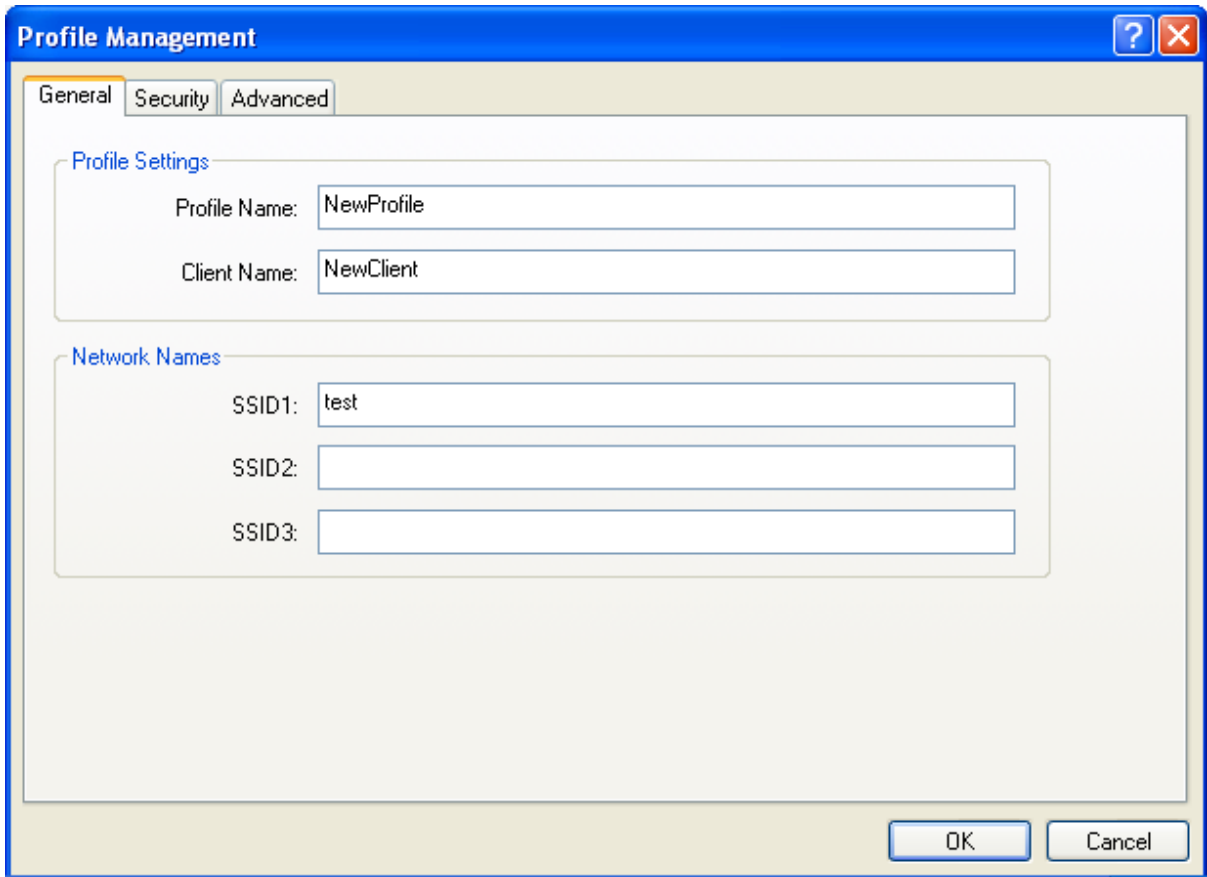 Profile Management
General Security Advanced
Profile Settings
Profile Name: NewProfile
Client Name: NewClient
Network Names
SSID1: test
SSID2:
SSID3:
OK Cancel